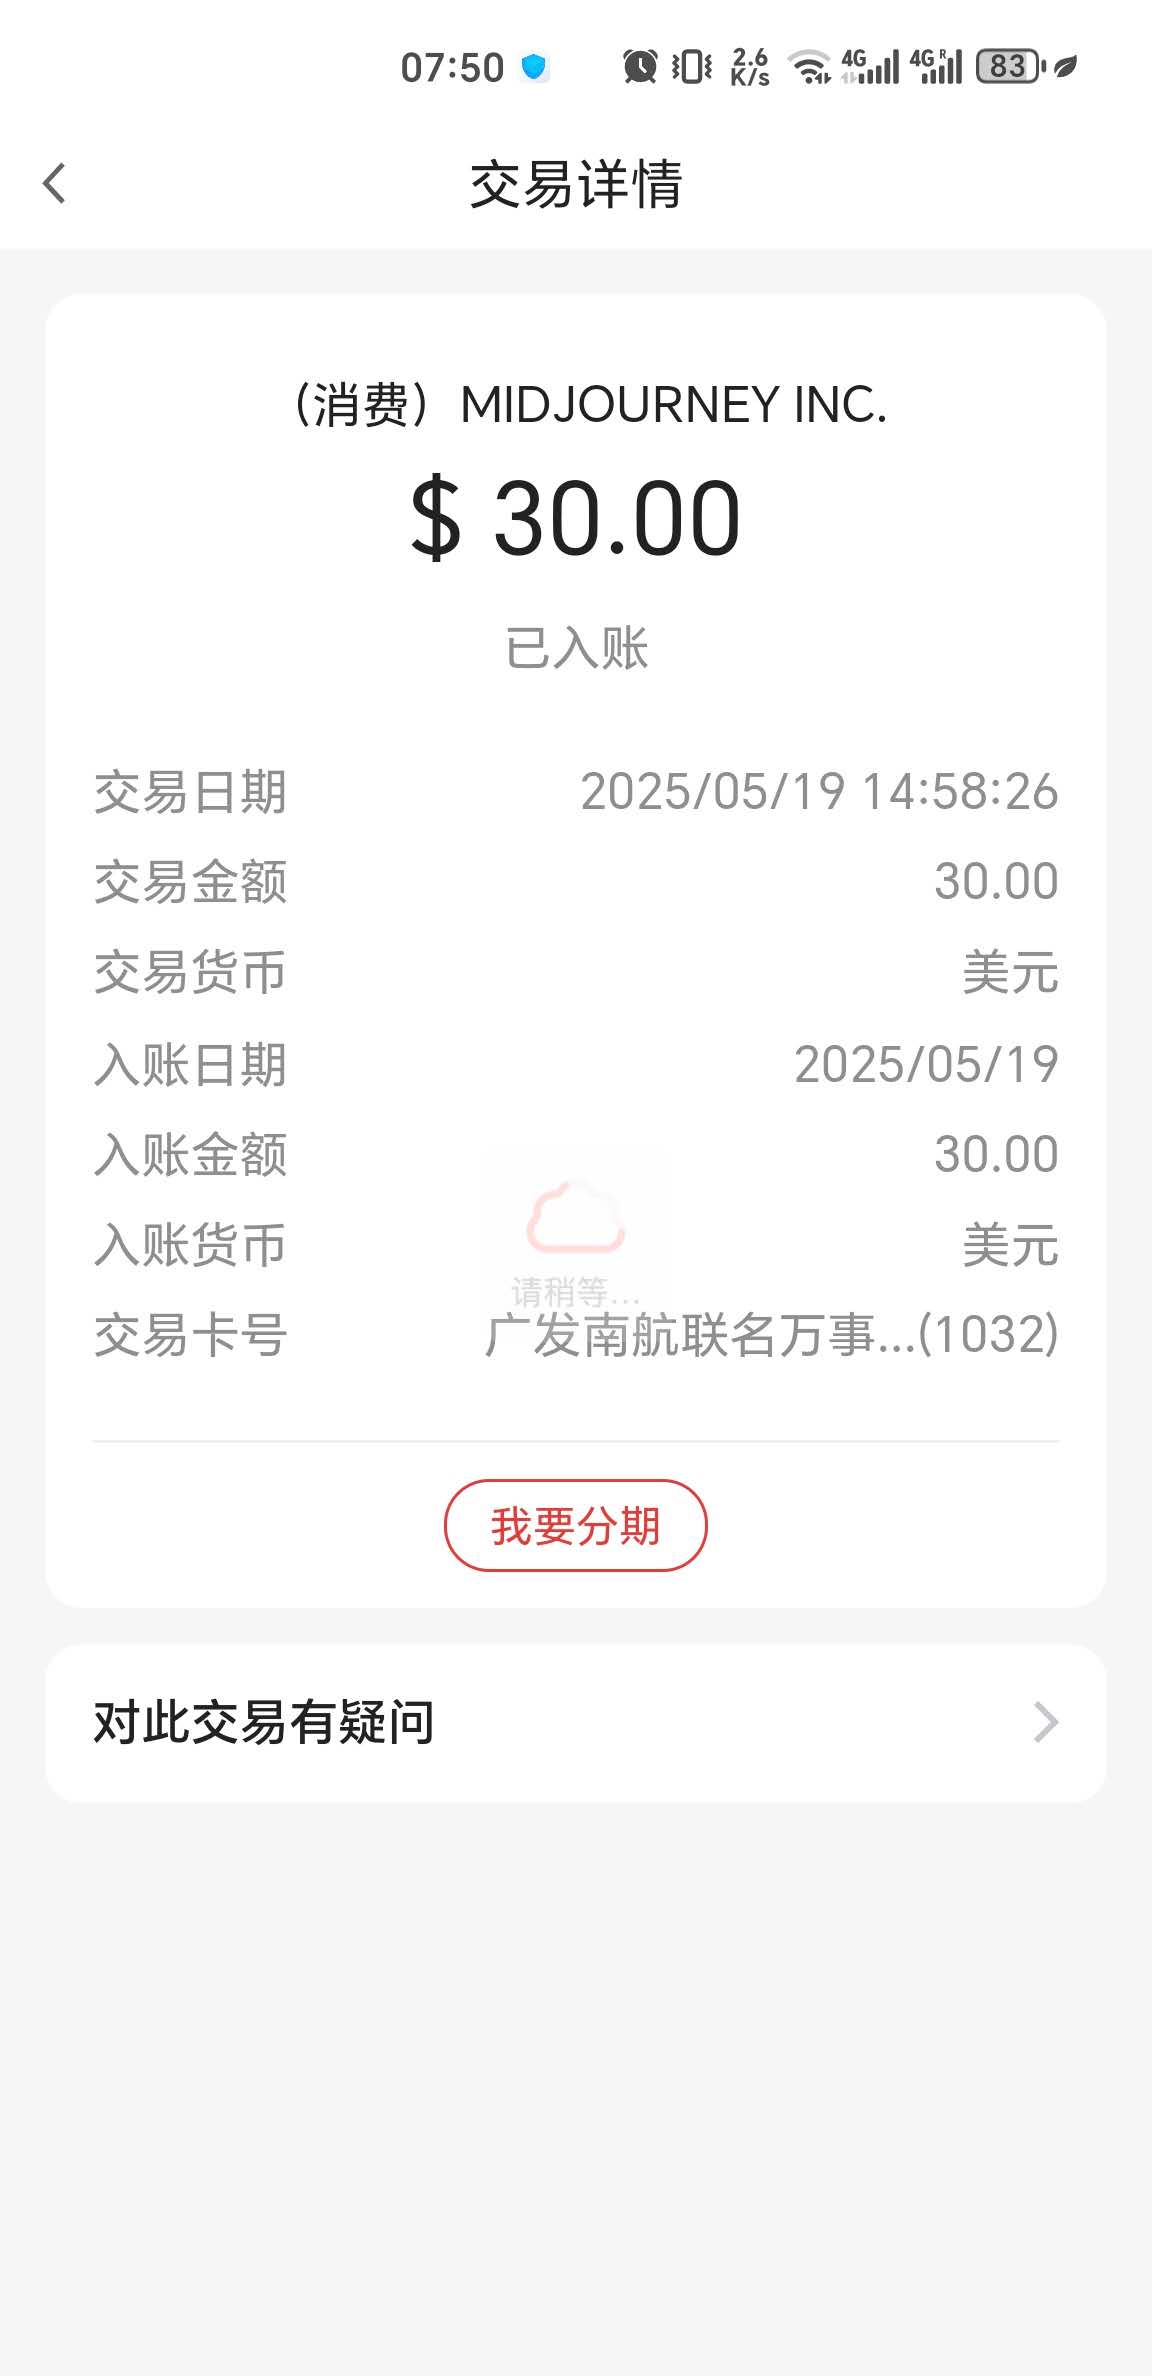 07:50 2.6 K/s 4G 4G R 83
交易详情
（消费）MIDJOURNEY INC.
$ 30.00
已入账
交易日期 2025/05/19 14:58:26
交易金额 30.00
交易货币 美元
入账日期 2025/05/19
入账金额 30.00
入账货币 美元
请稍等...
交易卡号 广发南航联名万事...(1032)
我要分期
对此交易有疑问